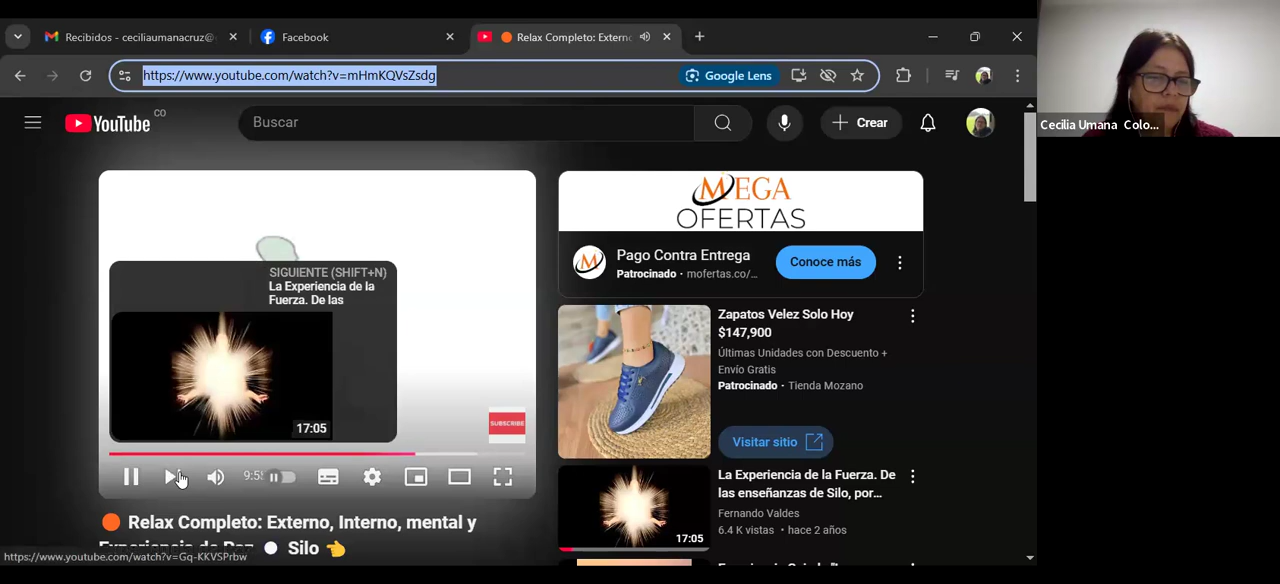 Recibidos - ceciliaumanacruz@
Facebook
Relax Completo: Extern
https://www.youtube.com/watch?v=mHmKQVsZsdg
Google Lens
Cecilia Umana Colo...
YouTube CO
Buscar
Crear
MEGA
OFERTAS
Pago Contra Entrega
Patrocinado · mofertas.co/...
Conoce más
SIGUIENTE (SHIFT+N)
La Experiencia de la
Fuerza. De las
17:05
SUBSCRIBE
Zapatos Velez Solo Hoy
$147,900
Últimas Unidades con Descuento +
Envío Gratis
Patrocinado · Tienda Mozano
Visitar sitio
La Experiencia de la Fuerza. De
las enseñanzas de Silo, por...
Fernando Valdes
6.4 K vistas · hace 2 años
17:05
Relax Completo: Externo, Interno, mental y
Experiencia de Paz Silo
https://www.youtube.com/watch?v=Gq-KKVSPrbw